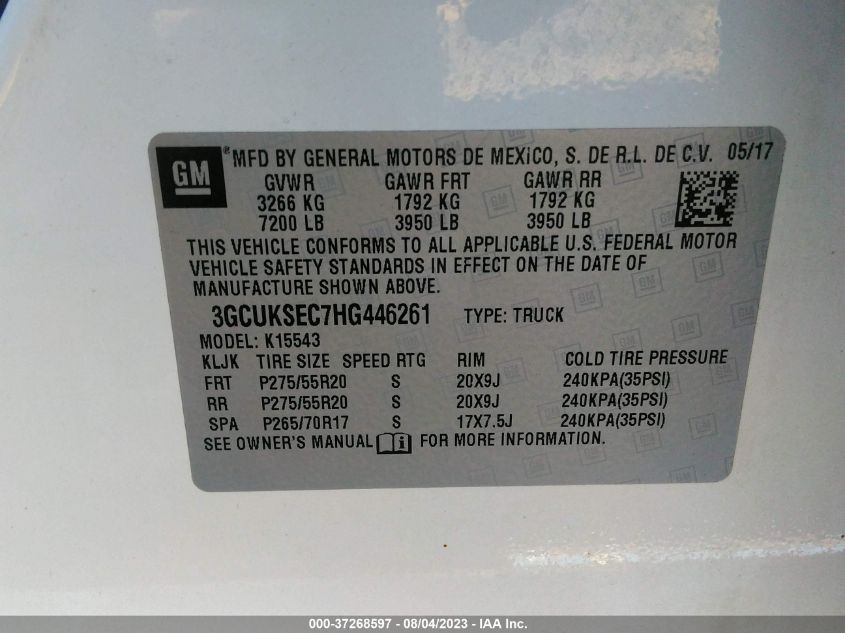 GM ® MFD BY GENERAL MOTORS DE MEXICO, S. DE R.L. DE C.V. 05/17
GVWR GAWR FRT GAWR RR
3266 KG 1792 KG 1792 KG
7200 LB 3950 LB 3950 LB
THIS VEHICLE CONFORMS TO ALL APPLICABLE U.S. FEDERAL MOTOR
VEHICLE SAFETY STANDARDS IN EFFECT ON THE DATE OF
MANUFACTURE SHOWN ABOVE.
3GCUKSEC7HG446261 TYPE: TRUCK
MODEL: K15543
KLJK TIRE SIZE SPEED RTG RIM COLD TIRE PRESSURE
FRT P275/55R20 S 20X9J 240KPA(35PSI)
RR P275/55R20 S 20X9J 240KPA(35PSI)
SPA P265/70R17 S 17X7.5J 240KPA(35PSI)
SEE OWNER'S MANUAL i FOR MORE INFORMATION.
000-37268597 - 08/04/2023 - IAA Inc.